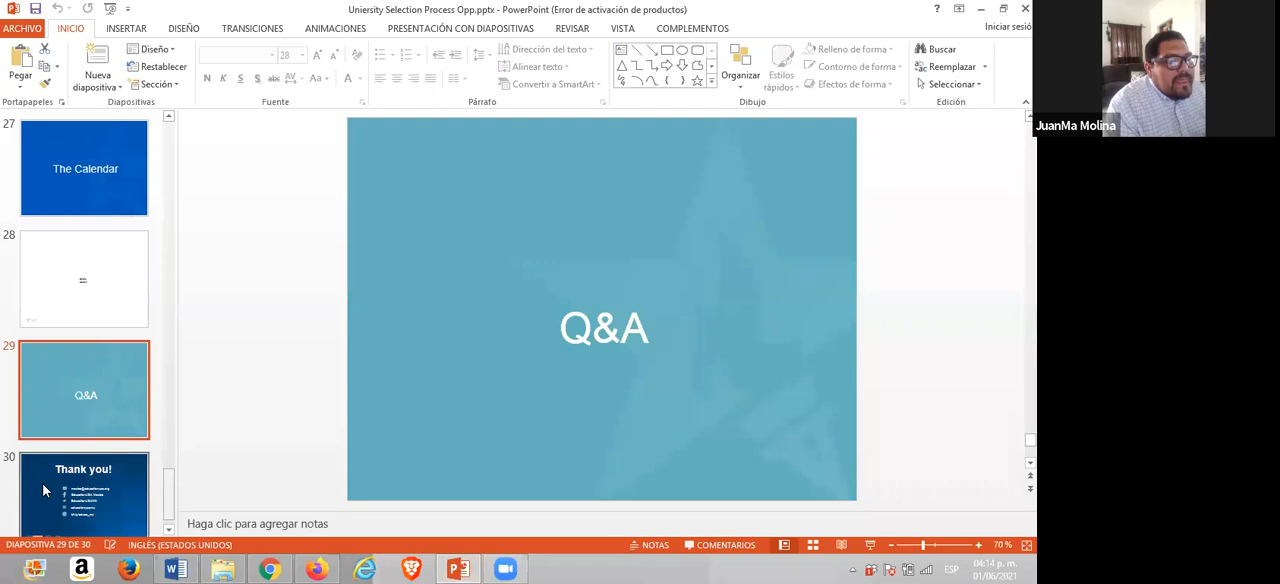 Uniersity Selection Process Opp.pptx - PowerPoint (Error de activación de productos)
ARCHIVO INICIO INSERTAR DISEÑO TRANSICIONES ANIMACIONES PRESENTACIÓN CON DIAPOSITIVAS REVISAR VISTA COMPLEMENTOS
Iniciar sesió
Pegar
Portapapeles
Nueva
diapositiva
Diseño
Restablecer
Sección
Diapositivas
28
N K S S abc AV Aa A
Fuente
Dirección del texto
Alinear texto
Convertir a SmartArt
Párrafo
Organizar
Estilos
rápidos
Relleno de forma
Contorno de forma
Efectos de forma
Dibujo
Buscar
Reemplazar
Seleccionar
Edición
JuanMa Molina
27
The Calendar
28
29
Q&A
30
Thank you!
Q&A
Haga clic para agregar notas
DIAPOSITIVA 29 DE 30 INGLÉS (ESTADOS UNIDOS) NOTAS COMENTARIOS 70 %
ESP
04:14 p. m.
01/06/2021